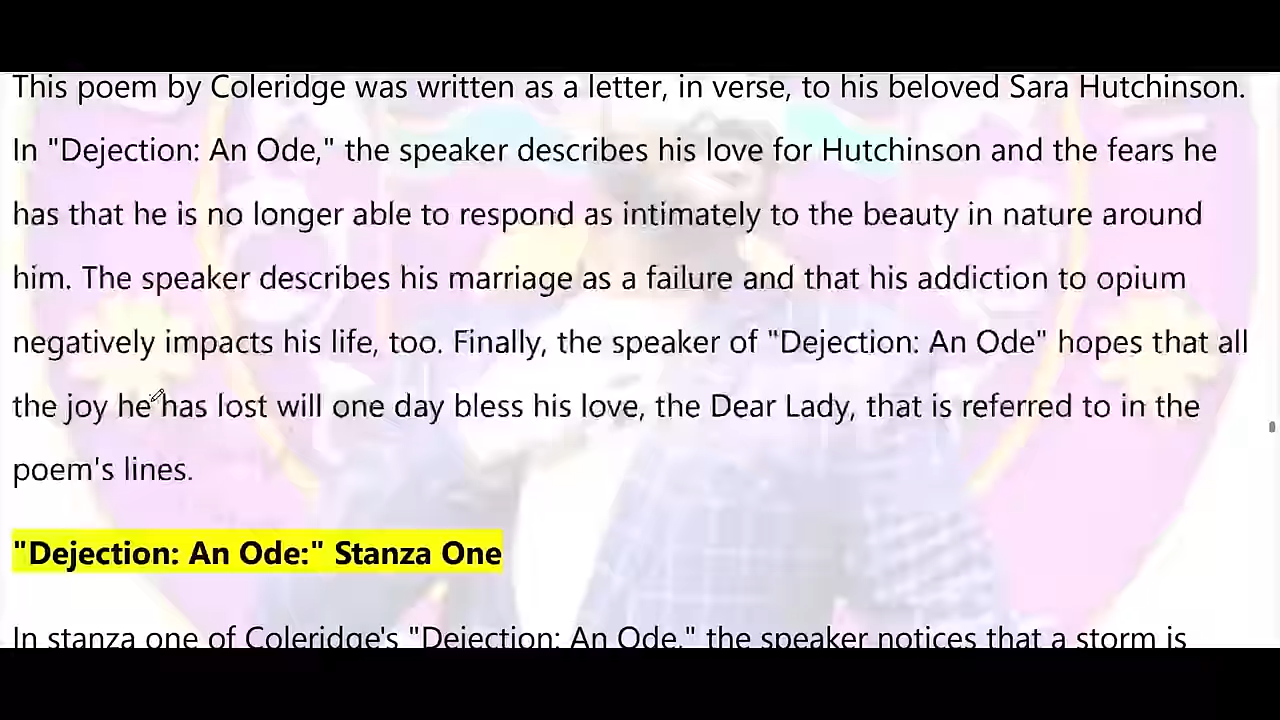 This poem by Coleridge was written as a letter, in verse, to his beloved Sara Hutchinson.
In "Dejection: An Ode," the speaker describes his love for Hutchinson and the fears he
has that he is no longer able to respond as intimately to the beauty in nature around
him. The speaker describes his marriage as a failure and that his addiction to opium
negatively impacts his life, too. Finally, the speaker of "Dejection: An Ode" hopes that all
the joy he has lost will one day bless his love, the Dear Lady, that is referred to in the
poem's lines.
"Dejection: An Ode:" Stanza One
In stanza one of Coleridge's "Dejection: An Ode," the speaker notices that a storm is